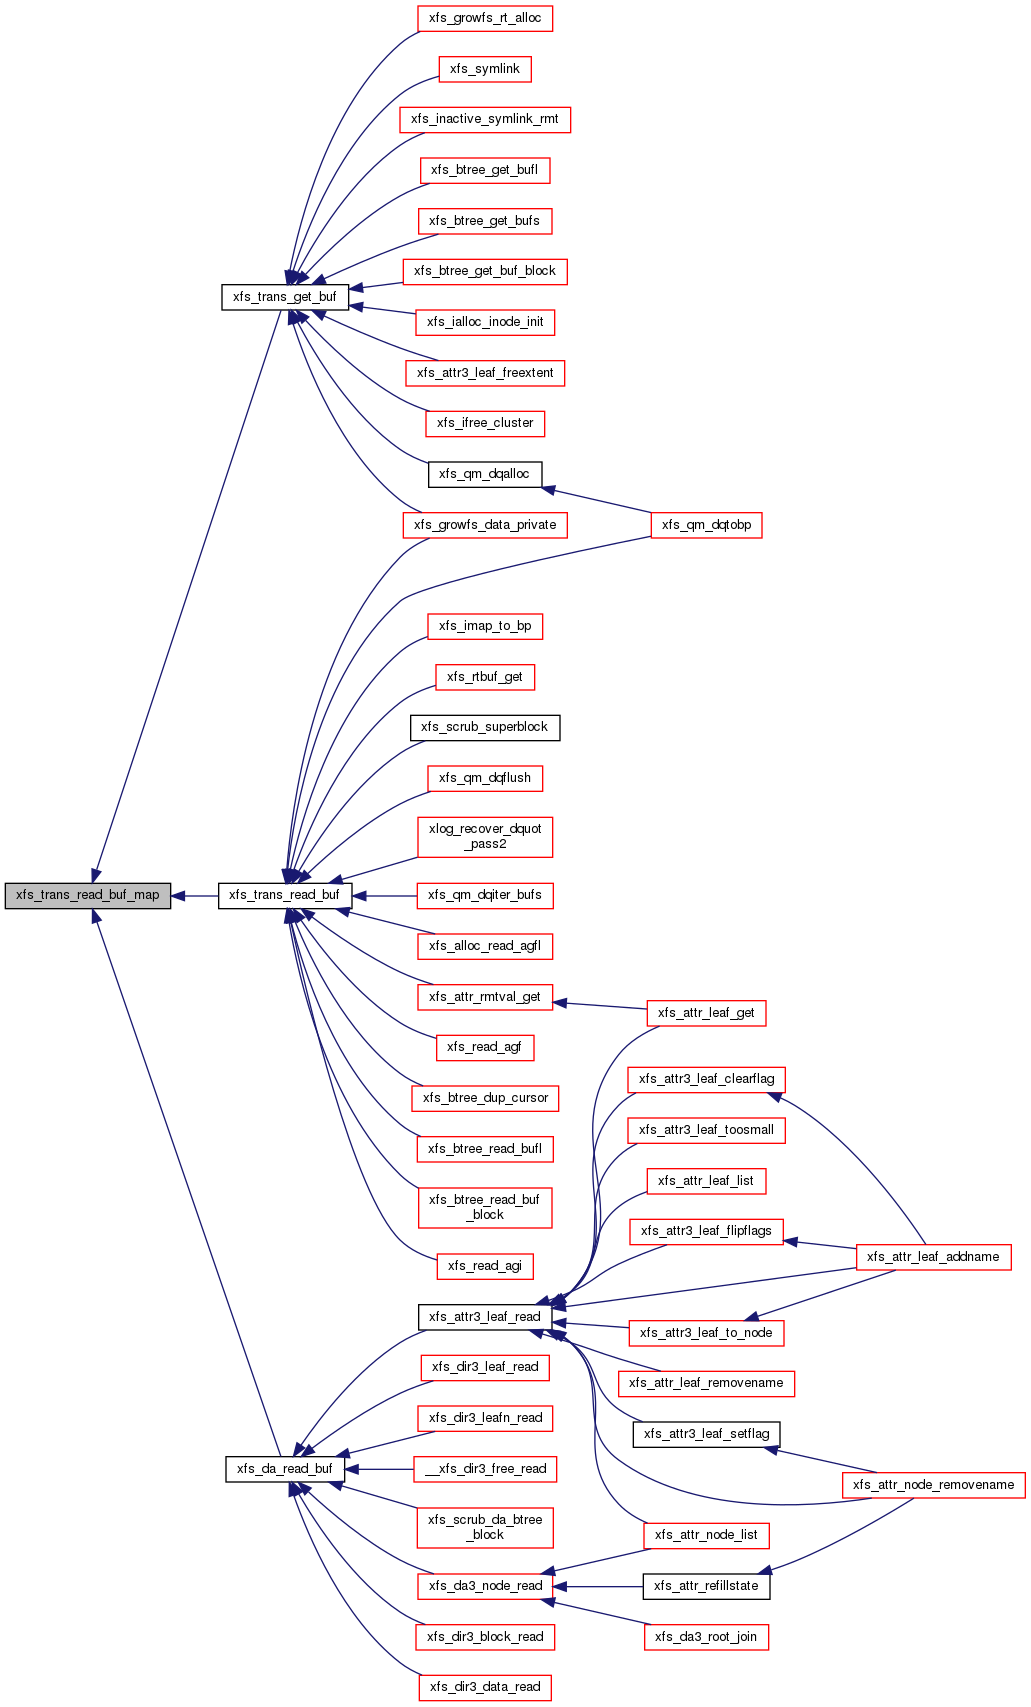 xfs_growfs_rt_alloc
xfs_symlink
xfs_inactive_symlink_rmt
xfs_btree_get_bufl
xfs_btree_get_bufs
xfs_btree_get_buf_block
xfs_trans_get_buf
xfs_ialloc_inode_init
xfs_attr3_leaf_freextent
xfs_ifree_cluster
xfs_qm_dqalloc
xfs_growfs_data_private
xfs_qm_dqtobp
xfs_imap_to_bp
xfs_rtbuf_get
xfs_scrub_superblock
xfs_qm_dqflush
xlog_recover_dquot
_pass2
xfs_trans_read_buf_map
xfs_trans_read_buf
xfs_qm_dqiter_bufs
xfs_alloc_read_agfl
xfs_attr_rmtval_get
xfs_attr_leaf_get
xfs_read_agf
xfs_attr3_leaf_clearflag
xfs_btree_dup_cursor
xfs_attr3_leaf_toosmall
xfs_btree_read_bufl
xfs_attr_leaf_list
xfs_btree_read_buf
_block
xfs_attr3_leaf_flipflags
xfs_attr_leaf_addname
xfs_read_agi
xfs_attr3_leaf_read
xfs_attr3_leaf_to_node
xfs_dir3_leaf_read
xfs_attr_leaf_removename
xfs_dir3_leafn_read
xfs_attr3_leaf_setflag
xfs_da_read_buf
__xfs_dir3_free_read
xfs_attr_node_removename
xfs_scrub_da_btree
_block
xfs_attr_node_list
xfs_da3_node_read
xfs_attr_refillstate
xfs_dir3_block_read
xfs_da3_root_join
xfs_dir3_data_read